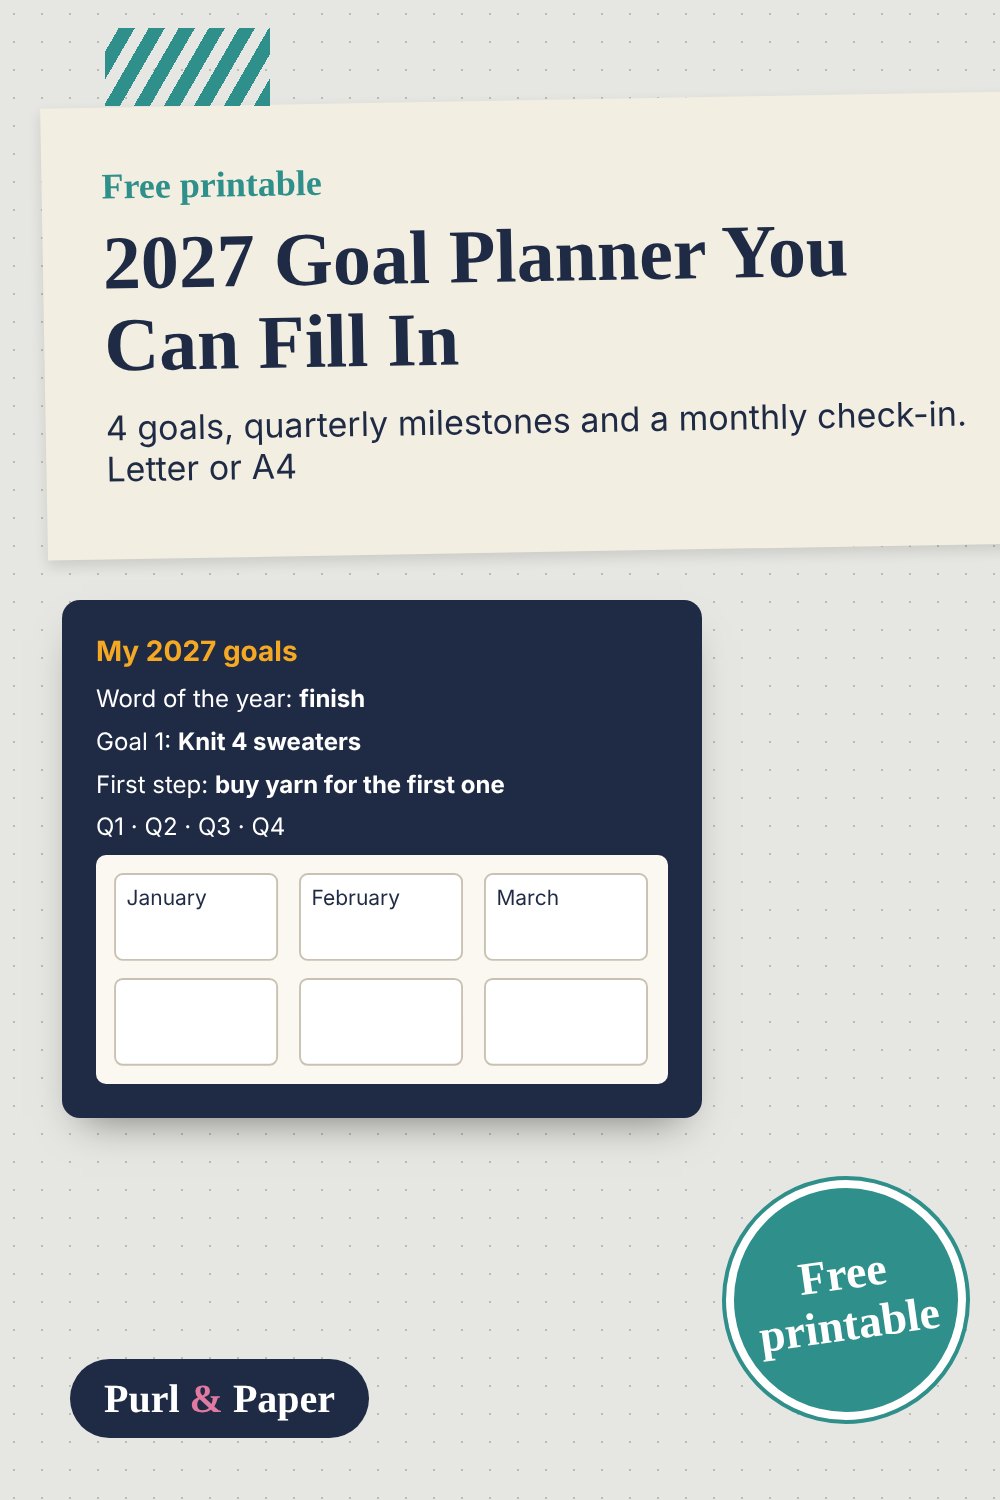 Free printable
2027 Goal Planner You
Can Fill In
4 goals, quarterly milestones and a monthly check-in.
Letter or A4
My 2027 goals
Word of the year: finish
Goal 1: Knit 4 sweaters
First step: buy yarn for the first one
Q1 · Q2 · Q3 · Q4
January February March
Free
printable
Purl & Paper